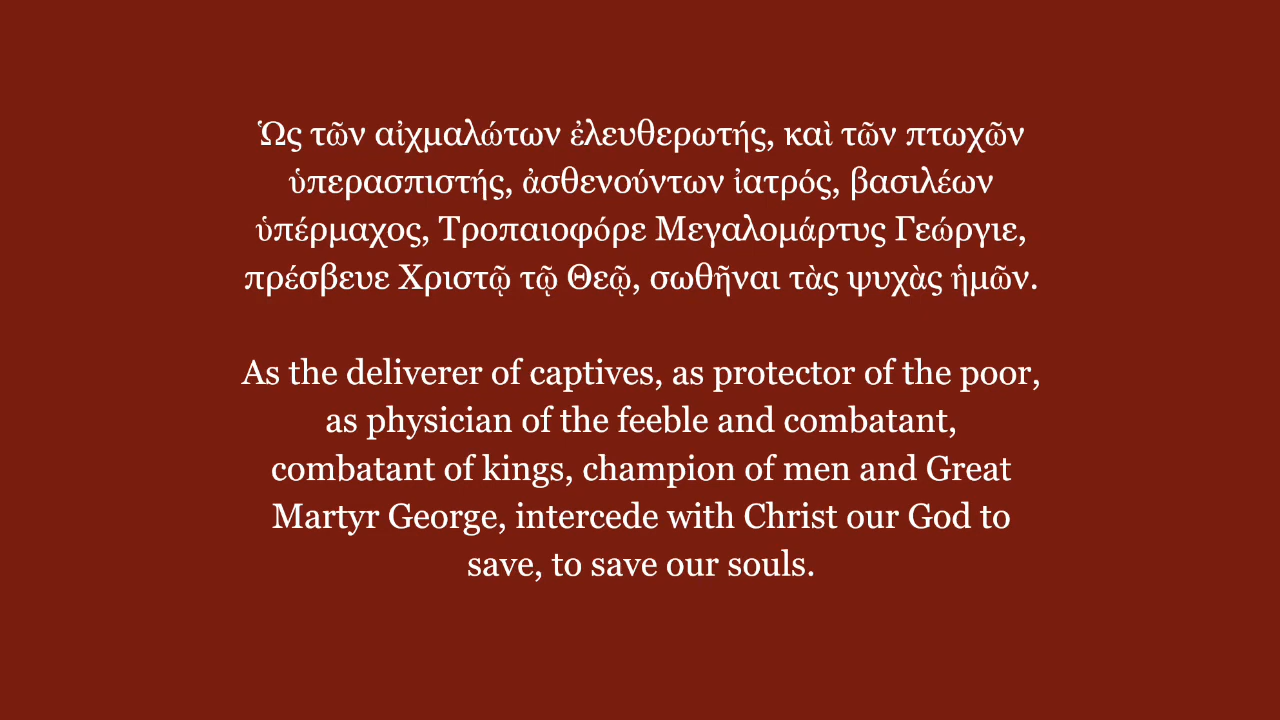 Ὡς τῶν αἰχμαλώτων ἐλευθερωτής, καὶ τῶν πτωχῶν
ὑπερασπιστής, ἀσθενούντων ἰατρός, βασιλέων
ὑπέρμαχος, Τροπαιοφόρε Μεγαλομάρτυς Γεώργιε,
πρέσβευε Χριστῷ τῷ Θεῷ, σωθῆναι τὰς ψυχὰς ἡμῶν.
As the deliverer of captives, as protector of the poor,
as physician of the feeble and combatant,
combatant of kings, champion of men and Great
Martyr George, intercede with Christ our God to
save, to save our souls.